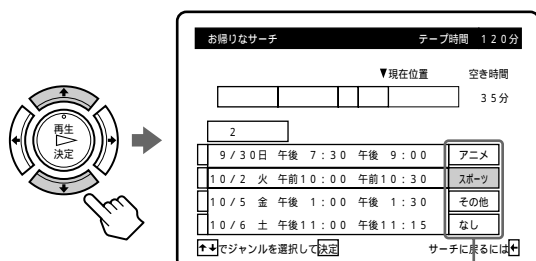 お帰りなサーチ テープ時間 120分
▼現在位置 空き時間
35分
再生
決定
2
9/30日 午後 7:30 午後 9:00 アニメ
10/2 火 午前10:00 午前10:30 スポーツ
10/5 金 午後 1:00 午後 1:30 その他
10/6 土 午後11:00 午後11:15 なし
↑↓でジャンルを選択して決定 サーチに戻るには←